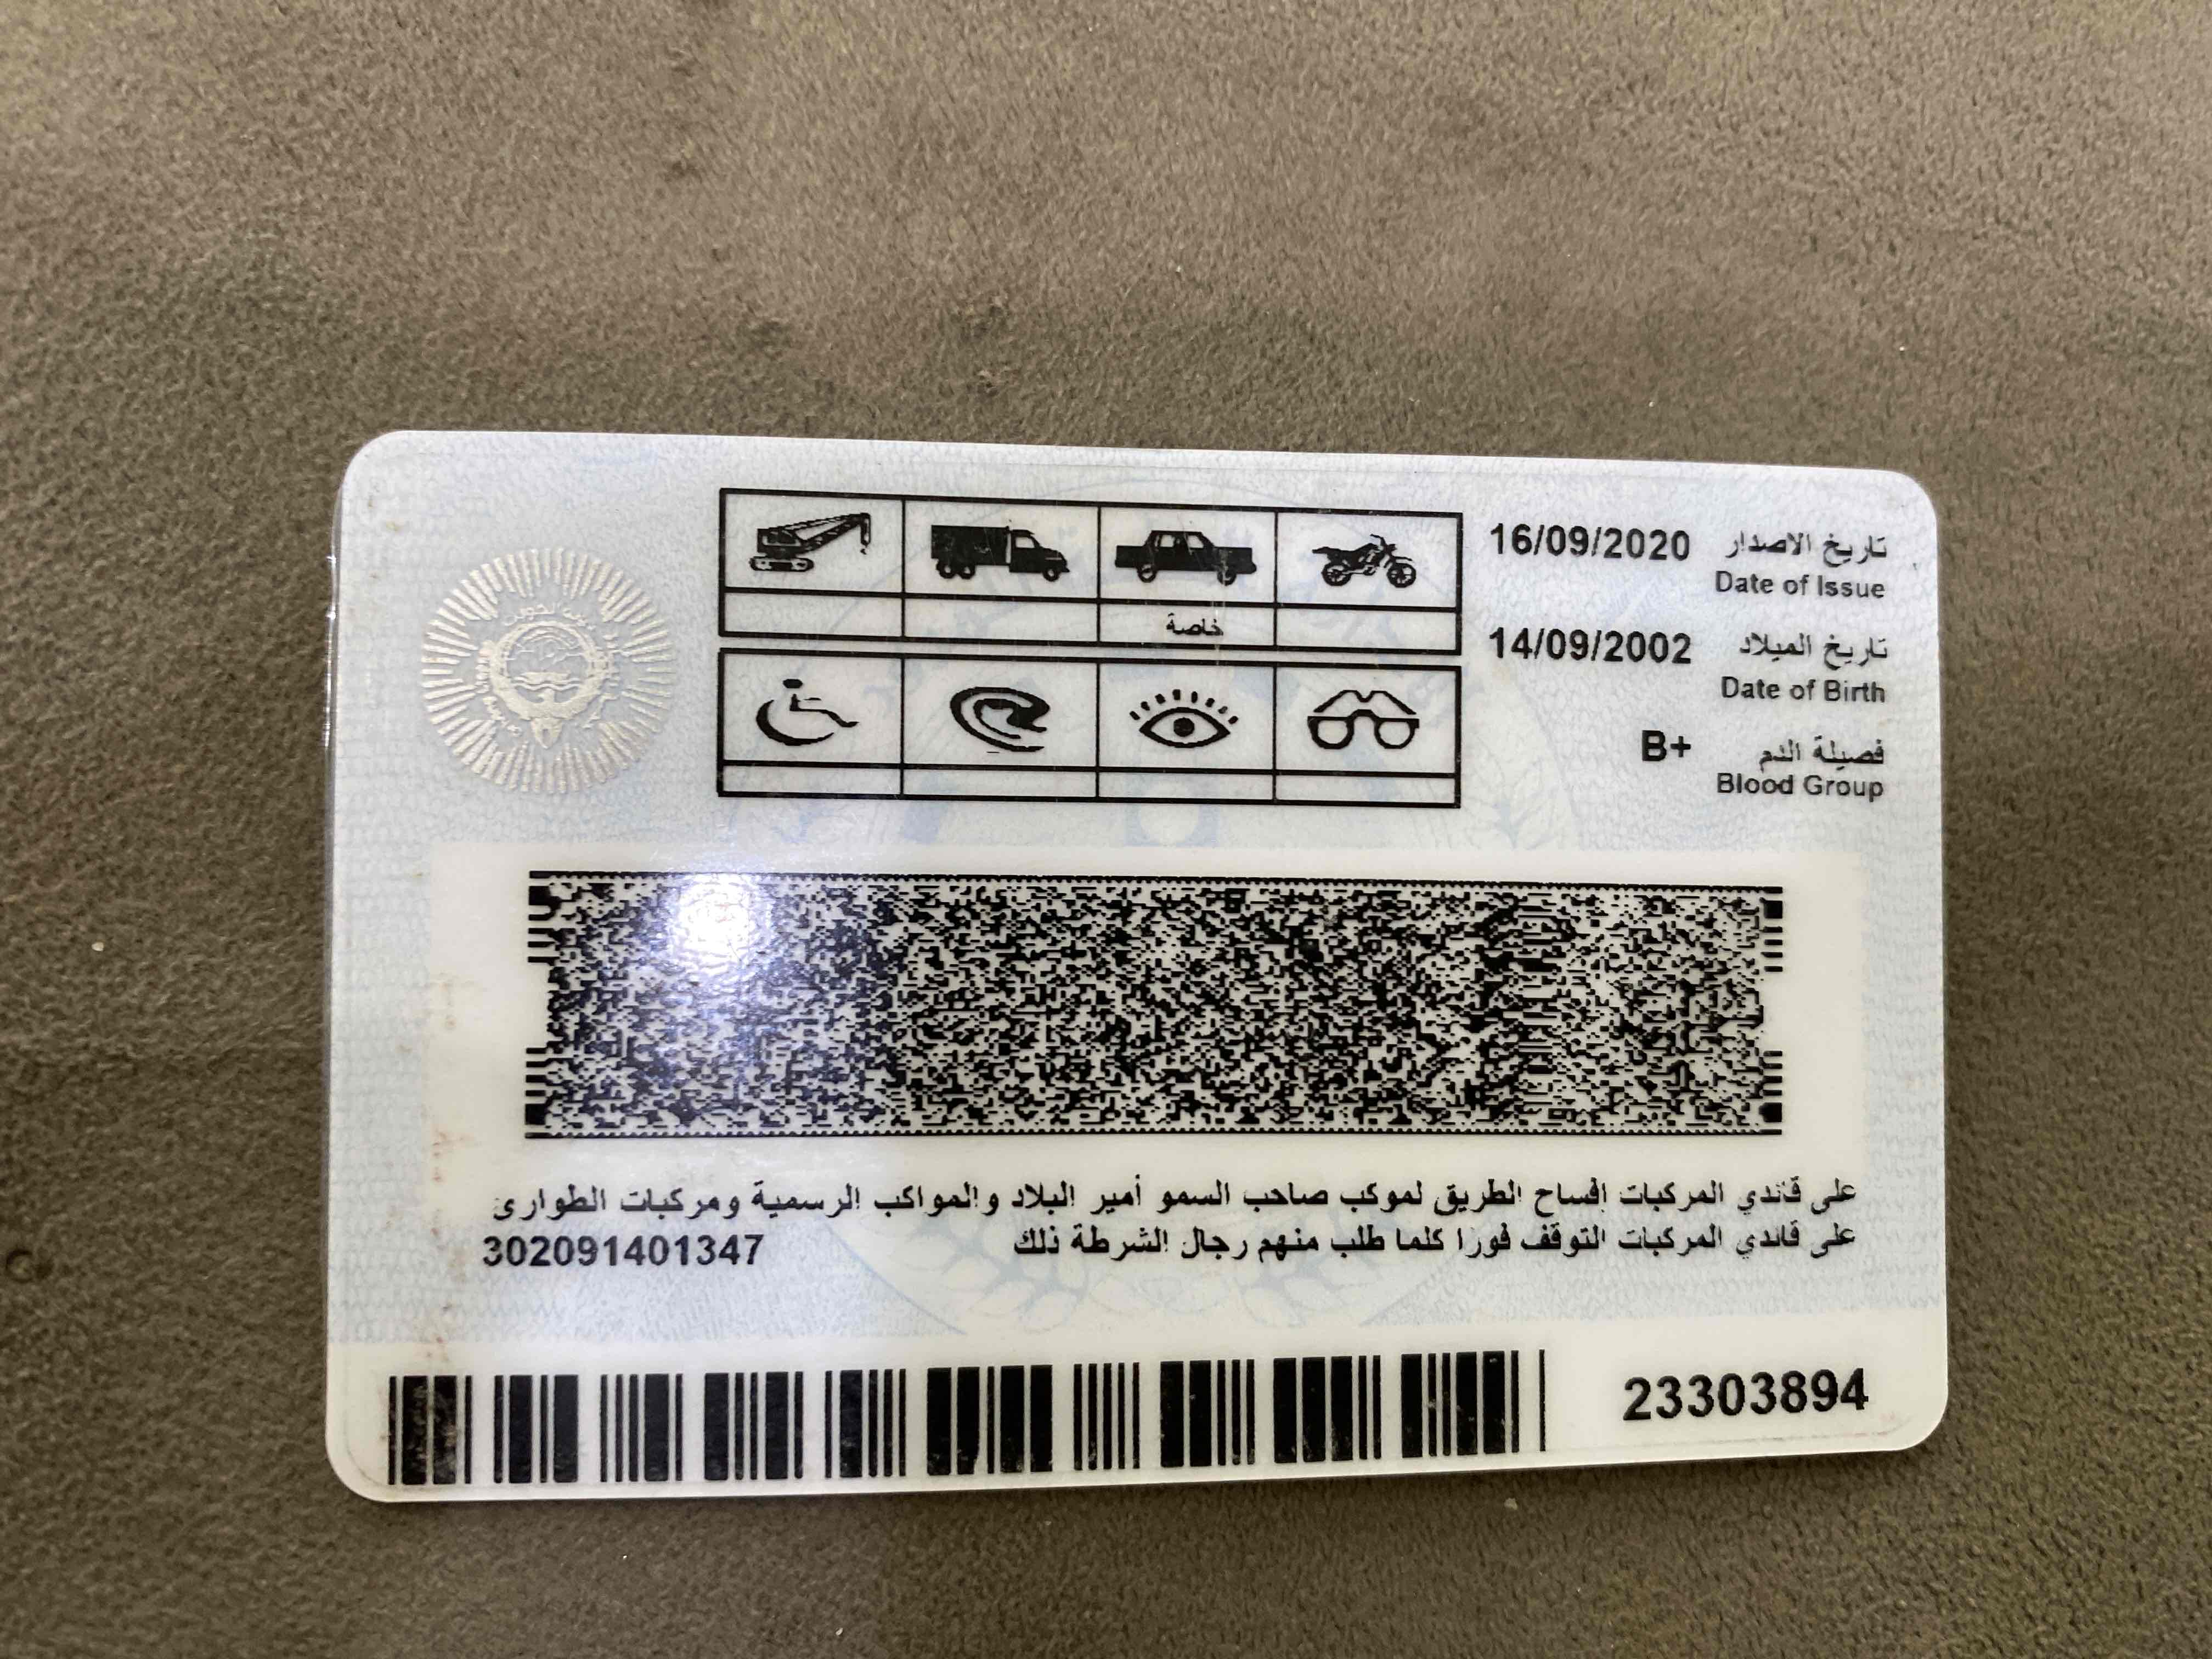 16/09/2020 تاريخ الاصدار
Date of Issue
14/09/2002 تاريخ الميلاد
Date of Birth
B+ فصيلة الدم
Blood Group
خاصة
على قائدي المركبات إفساح الطريق لموكب صاحب السمو أمير البلاد والمواكب الرسمية ومركبات الطوارئ
على قائدي المركبات التوقف فورا كلما طلب منهم رجال الشرطة ذلك
302091401347
23303894